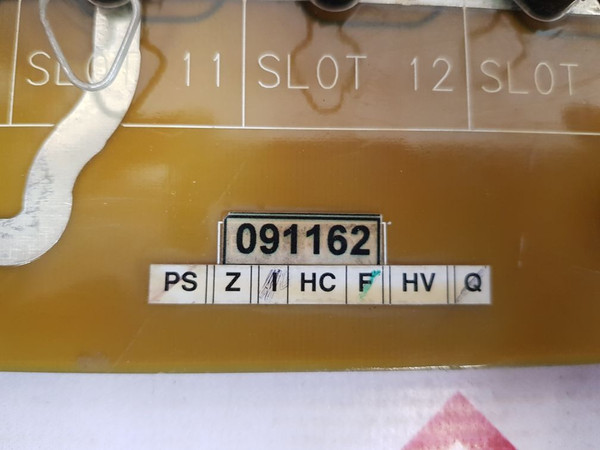 SLOT 11 SLOT 12 SLOT
091162
PS Z I HC F HV Q